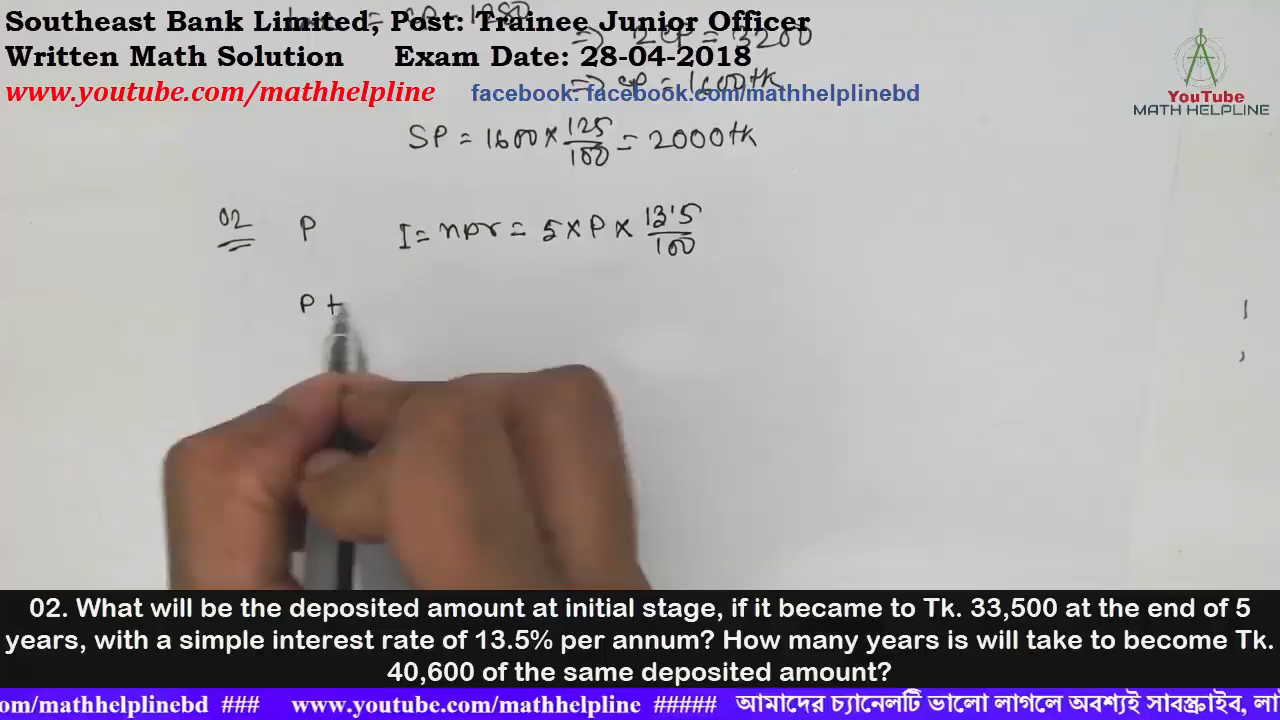 Southeast Bank Limited, Post: Trainee Junior Officer
Written Math Solution Exam Date: 28-04-2018
www.youtube.com/mathhelpline facebook: facebook.com/mathhelplinebd
YouTube
MATH HELPLINE
⇒ 2CP = 3200
⇒ CP = 1600tk
SP = 1600 × 125/100 = 2000tk
02 P I = npr = 5 × P × 13.5/100
P +
02. What will be the deposited amount at initial stage, if it became to Tk. 33,500 at the end of 5
years, with a simple interest rate of 13.5% per annum? How many years is will take to become Tk.
40,600 of the same deposited amount?
om/mathhelplinebd ### www.youtube.com/mathhelpline ##### আমাদের চ্যানেলটি ভালো লাগলে অবশ্যই সাবস্ক্রাইব, লা